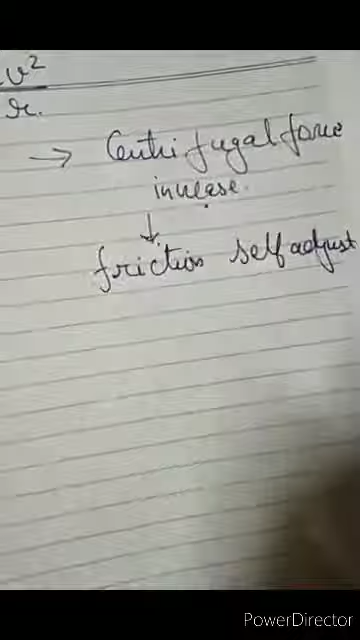 v²
r.
→ Centrifugal force
increase.
↓
friction self adjust
PowerDirector